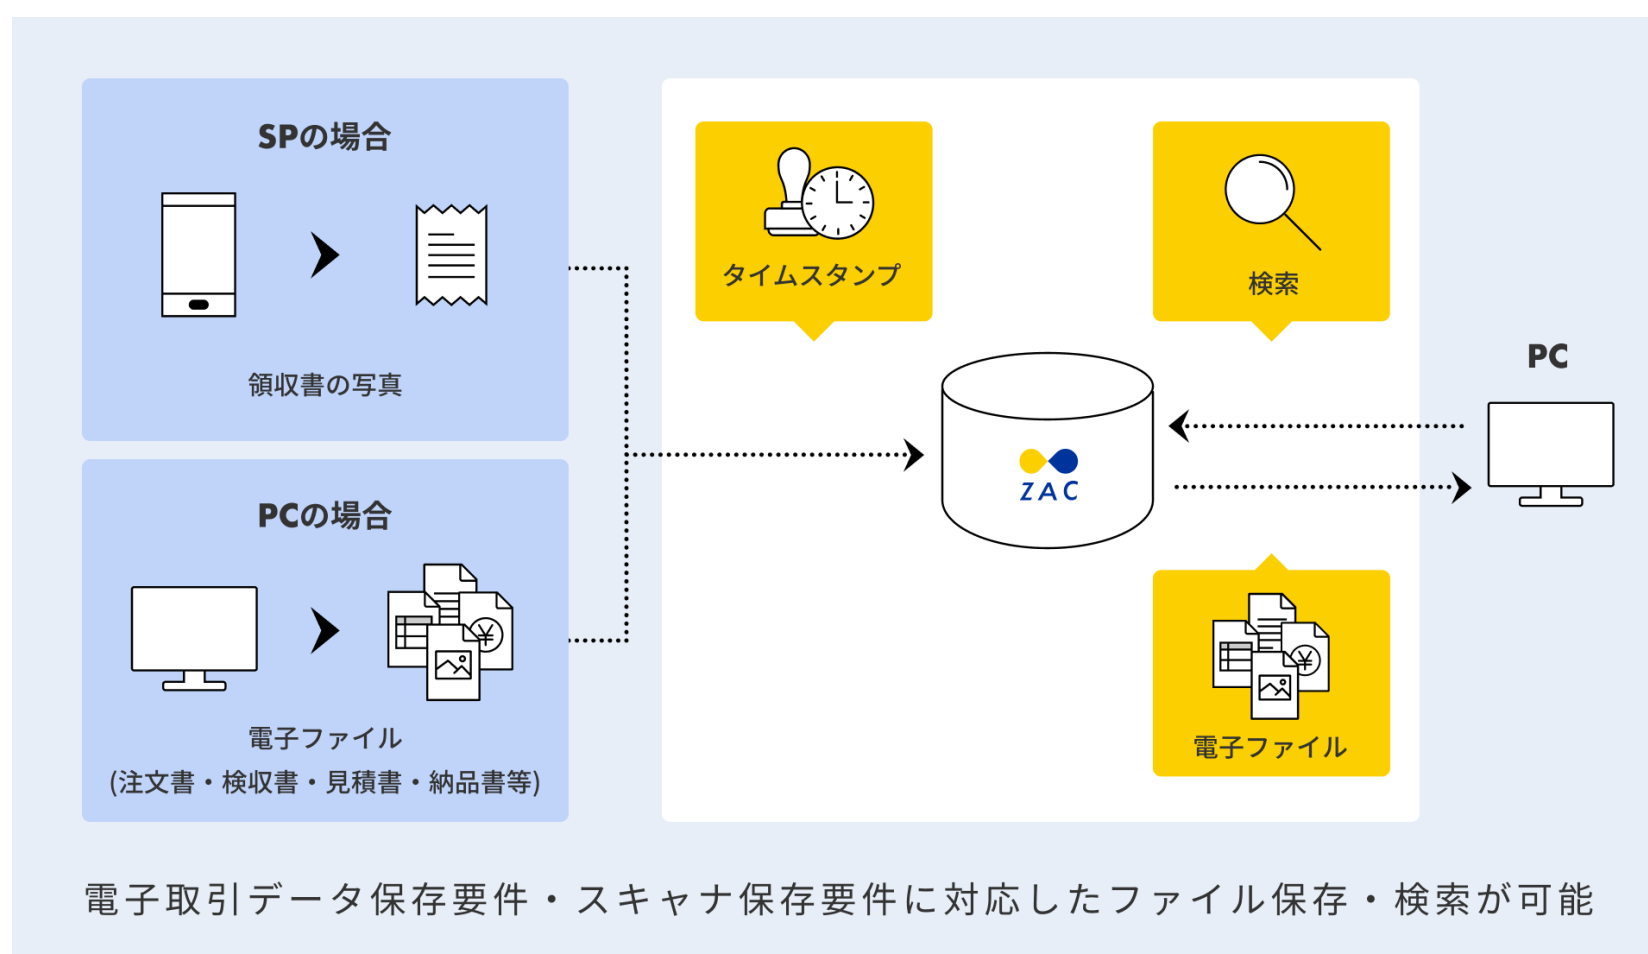 SPの場合
領収書の写真
PCの場合
電子ファイル
(注文書・検収書・見積書・納品書等)
タイムスタンプ
検索
ZAC
PC
電子ファイル
電子取引データ保存要件・スキャナ保存要件に対応したファイル保存・検索が可能